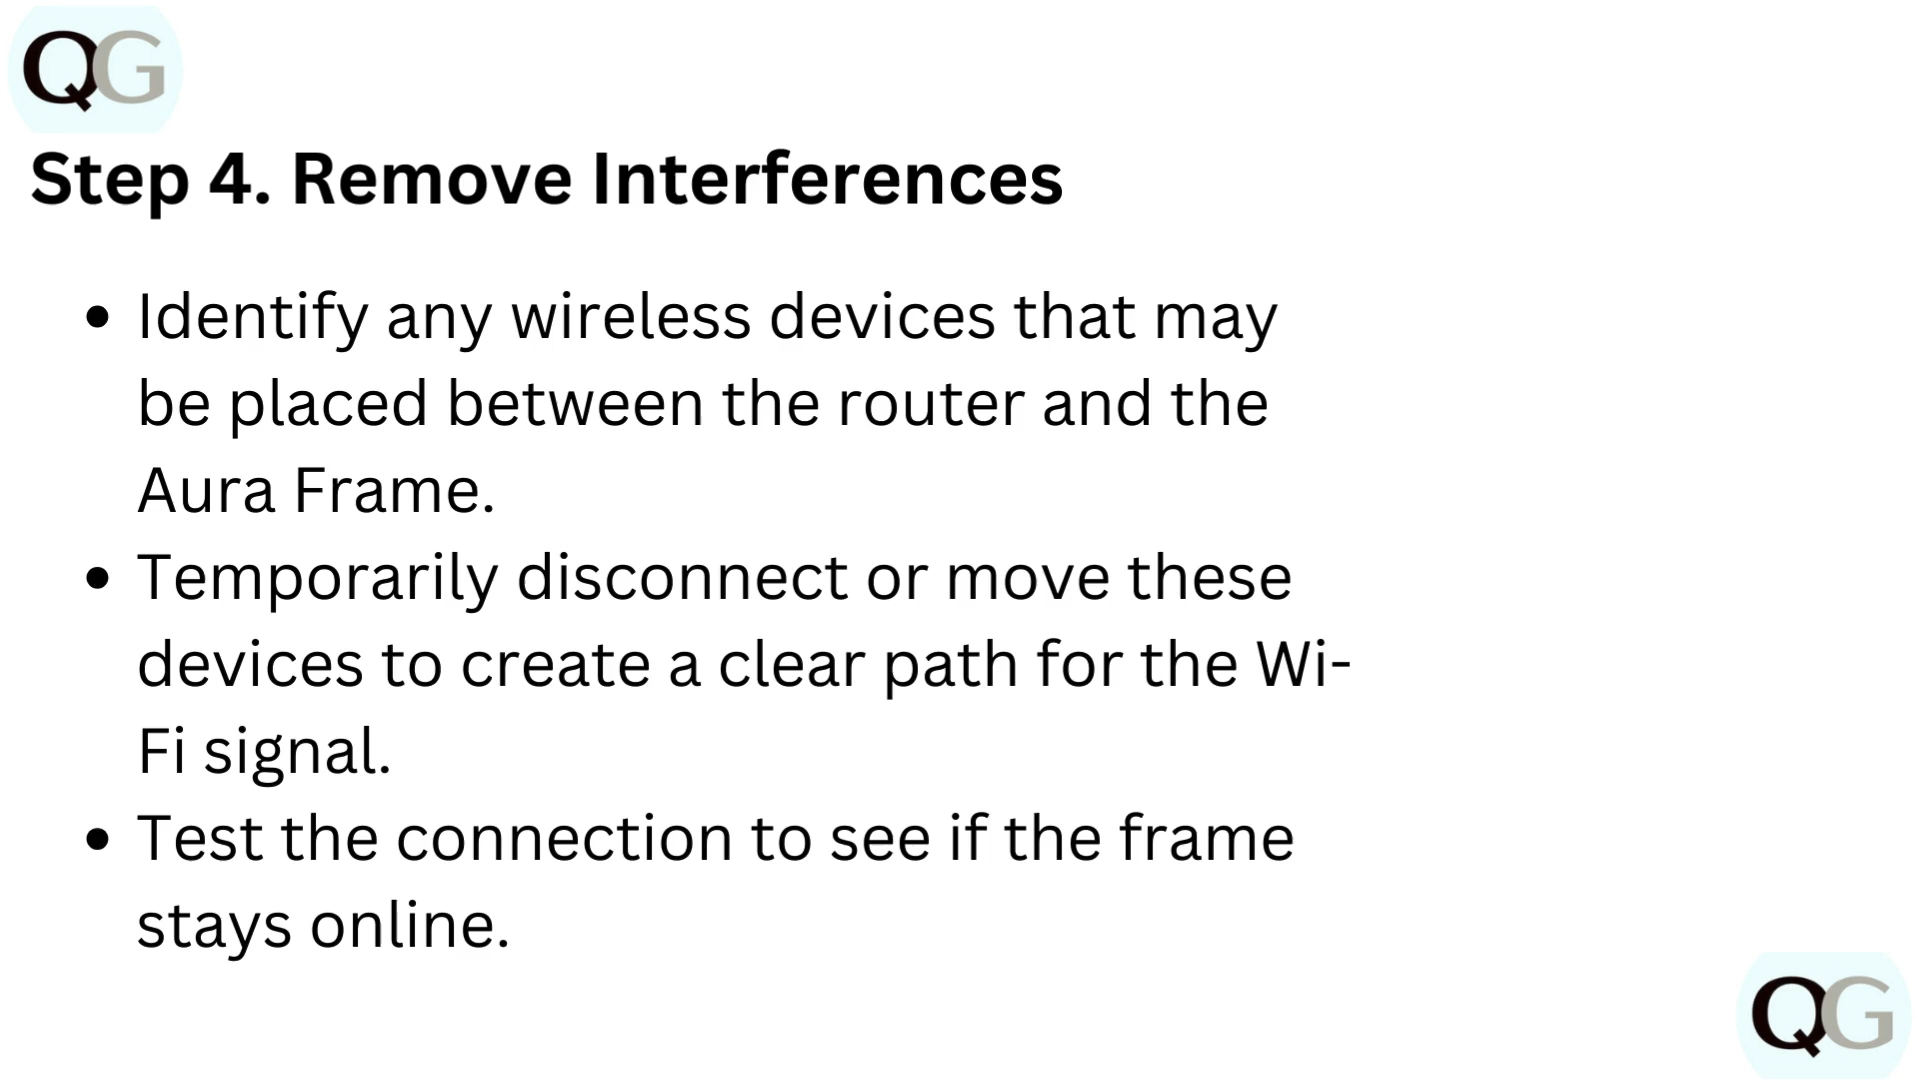 QG
Step 4. Remove Interferences
• Identify any wireless devices that may
be placed between the router and the
Aura Frame.
• Temporarily disconnect or move these
devices to create a clear path for the Wi-
Fi signal.
• Test the connection to see if the frame
stays online.
QG